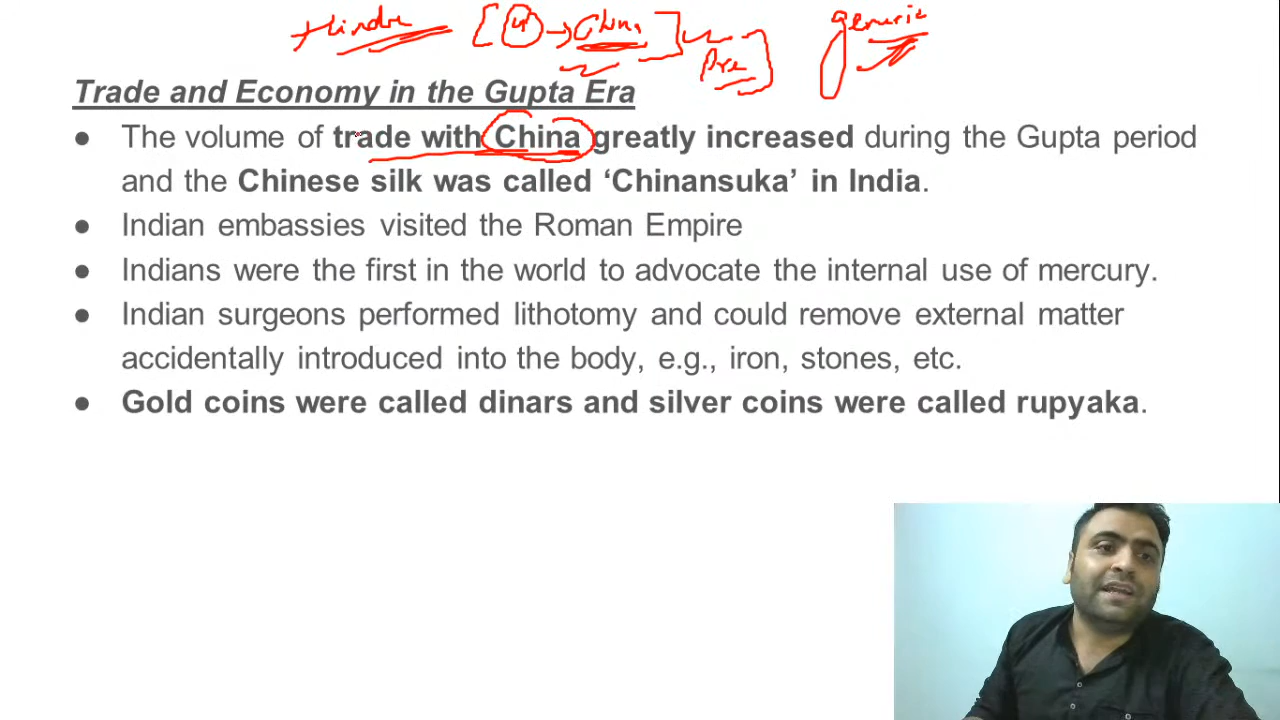 Hindu [4 → China] Pre] generic
Trade and Economy in the Gupta Era
● The volume of trade with China greatly increased during the Gupta period
and the Chinese silk was called ‘Chinansuka’ in India.
● Indian embassies visited the Roman Empire
● Indians were the first in the world to advocate the internal use of mercury.
● Indian surgeons performed lithotomy and could remove external matter
accidentally introduced into the body, e.g., iron, stones, etc.
● Gold coins were called dinars and silver coins were called rupyaka.